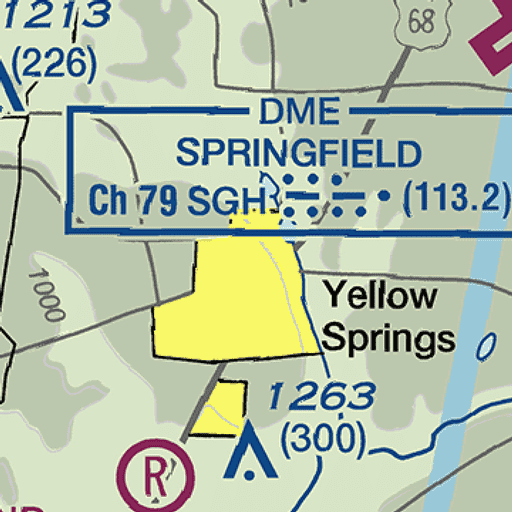 1213
(226)
68
DME
SPRINGFIELD
Ch 79 SGH (113.2)
1000
Yellow
Springs
1263
(300)
R